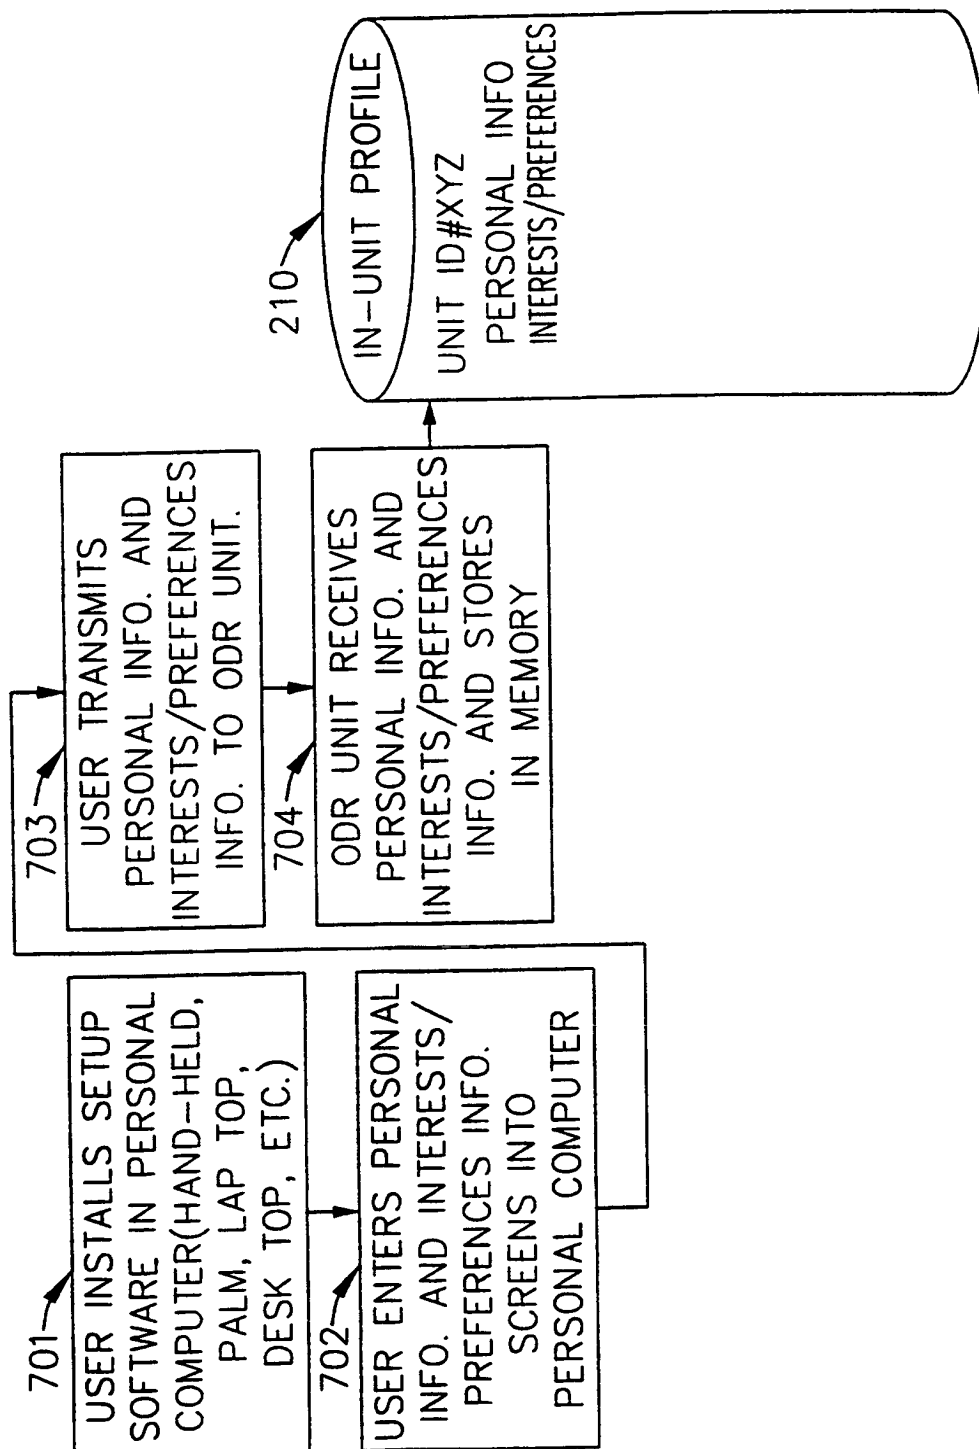 701
USER INSTALLS SETUP
SOFTWARE IN PERSONAL
COMPUTER(HAND-HELD,
PALM, LAP TOP,
DESK TOP, ETC.)
702
USER ENTERS PERSONAL
INFO. AND INTERESTS/
PREFERENCES INFO.
SCREENS INTO
PERSONAL COMPUTER
703
USER TRANSMITS
PERSONAL INFO. AND
INTERESTS/PREFERENCES
INFO. TO ODR UNIT.
704
ODR UNIT RECEIVES
PERSONAL INFO. AND
INTERESTS/PREFERENCES
INFO. AND STORES
IN MEMORY
210
IN-UNIT PROFILE
UNIT ID#XYZ
PERSONAL INFO
INTERESTS/PREFERENCES